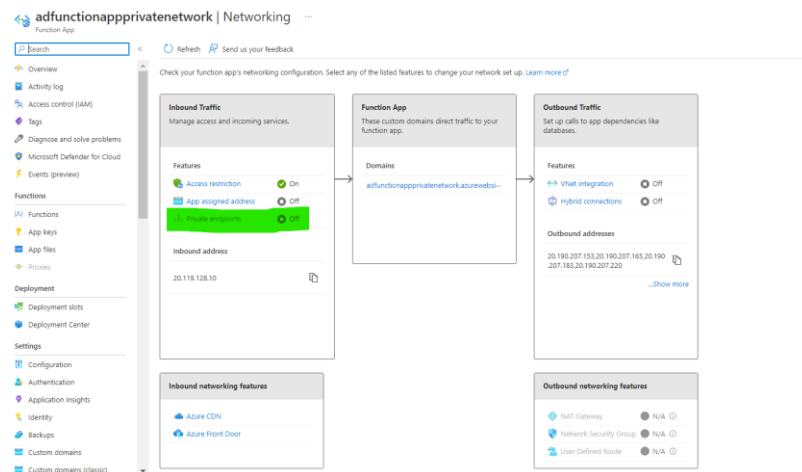 adfunctionappprivatenetwork | Networking ...
Function App
Search
«
Refresh
Send us your feedback
Overview
Activity log
Access control (IAM)
Tags
Diagnose and solve problems
Microsoft Defender for Cloud
Events (preview)
Functions
Functions
App keys
App files
Proxies
Deployment
Deployment slots
Deployment Center
Settings
Configuration
Authentication
Application Insights
Identity
Backups
Custom domains
Custom domains (classic)
Check your function app's networking configuration. Select any of the listed features to change your network set up. Learn more
Inbound Traffic
Manage access and incoming services.
Features
Access restriction On
App assigned address Off
Private endpoints Off
Inbound address
20.118.128.10
Function App
These custom domains direct traffic to your
function app.
Domains
adfunctionappprivatenetwork.azurewebsi...
Outbound Traffic
Set up calls to app dependencies like
databases.
Features
VNet integration Off
Hybrid connections Off
Outbound addresses
20.190.207.153,20.190.207.165,20.190
.207.183,20.190.207.220
...Show more
Inbound networking features
Azure CDN
Azure Front Door
Outbound networking features
NAT Gateway N/A
Network Security Group N/A
User Defined Route N/A